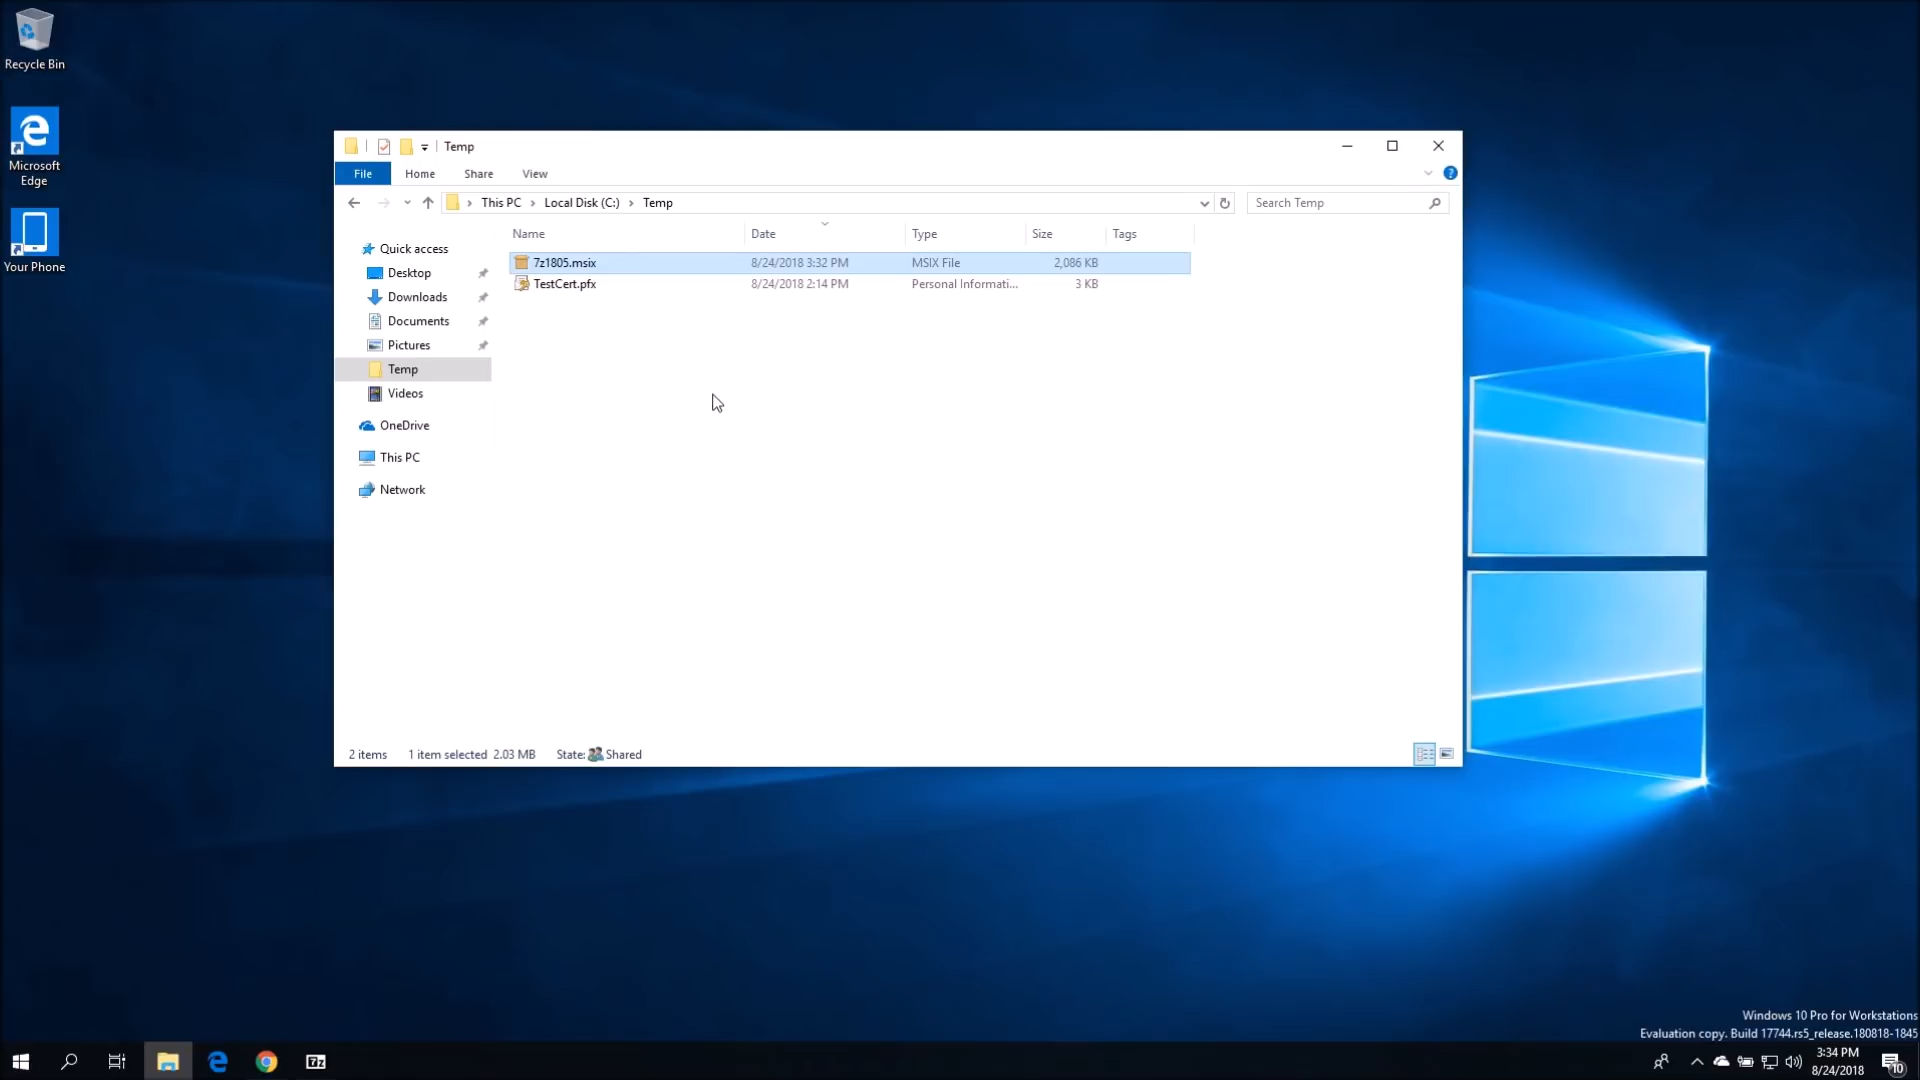 Recycle Bin
Microsoft
Edge
Your Phone
Temp
File Home Share View
This PC Local Disk (C:) Temp
Search Temp
Name Date Type Size Tags
7z1805.msix 8/24/2018 3:32 PM MSIX File 2,086 KB
TestCert.pfx 8/24/2018 2:14 PM Personal Informati... 3 KB
Quick access
Desktop
Downloads
Documents
Pictures
Temp
Videos
OneDrive
This PC
Network
2 items 1 item selected 2.03 MB State: Shared
Windows 10 Pro for Workstations
Evaluation copy. Build 17744.rs5_release.180818-1845
7z
3:34 PM
8/24/2018
10